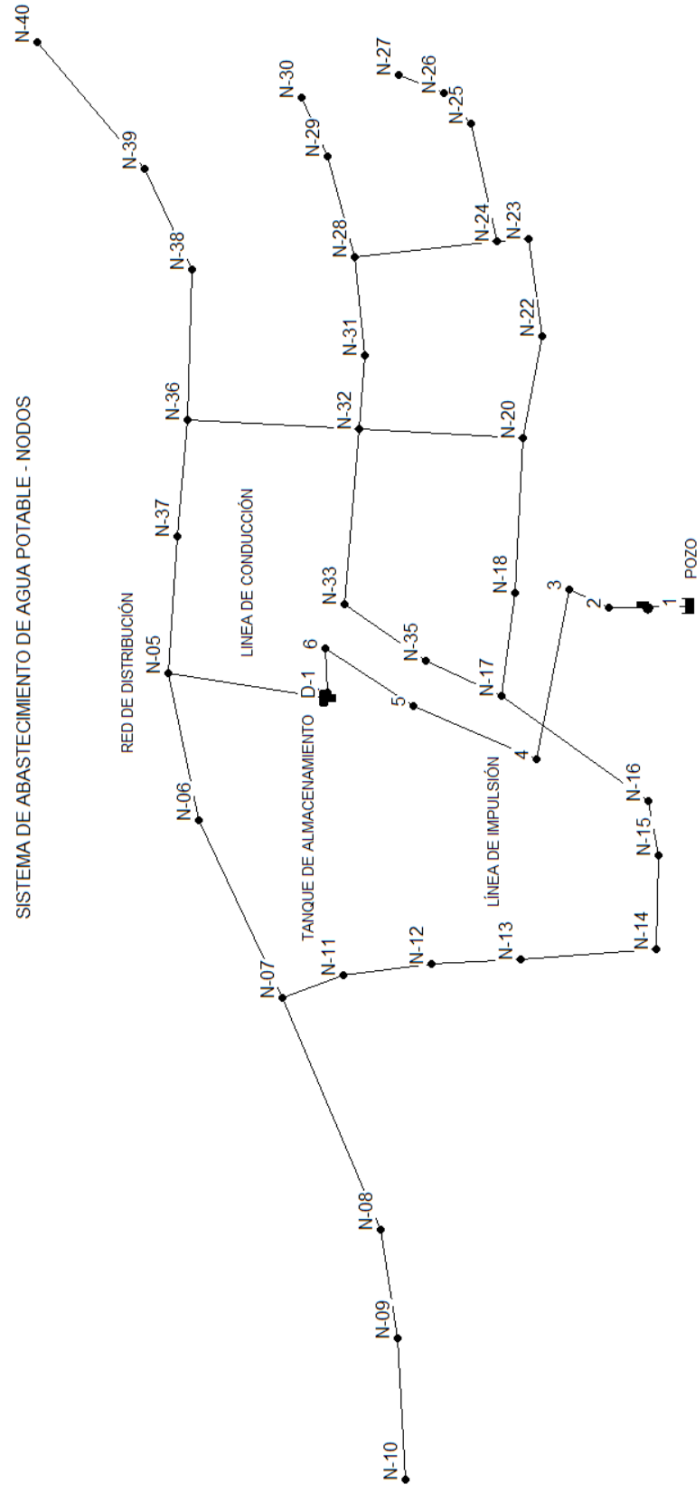 SISTEMA DE ABASTECIMIENTO DE AGUA POTABLE - NODOS
N-40
N-39
N-38
N-30
N-29
N-28
N-27
N-26
N-25
N-24
N-23
N-22
N-31
N-32
N-20
N-36
N-37
N-05
RED DE DISTRIBUCIÓN
LINEA DE CONDUCCIÓN
N-33
N-35
N-18
N-17
3
2
1
POZO
6
D-1
5
4
TANQUE DE ALMACENAMIENTO
LÍNEA DE IMPULSIÓN
N-06
N-16
N-15
N-14
N-13
N-12
N-11
N-07
N-08
N-09
N-10